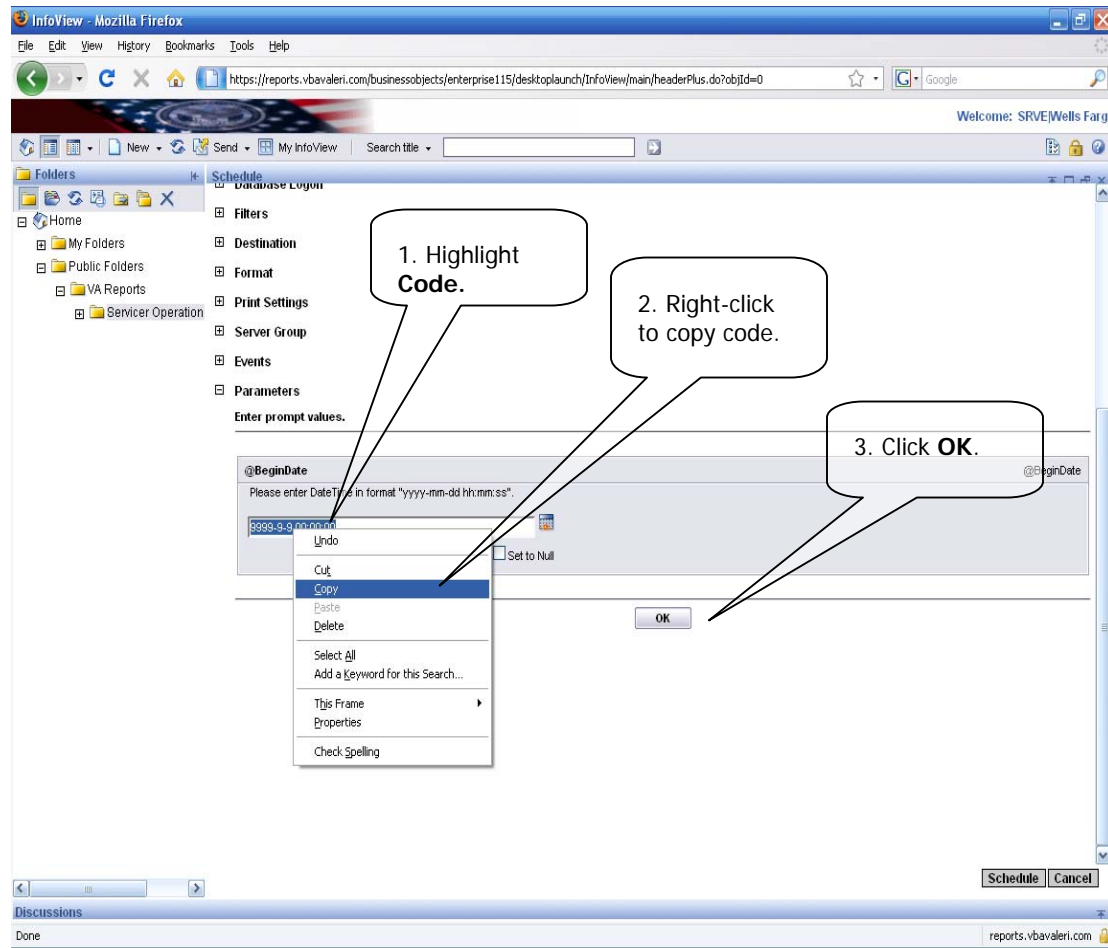 InfoView - Mozilla Firefox
File Edit View History Bookmarks Tools Help
https://reports.vbavaleri.com/businessobjects/enterprise115/desktoplaunch/InfoView/main/headerPlus.do?objId=0
G Google
Welcome: SRVE|Wells Farg
New Send My InfoView Search title
Folders
Schedule
Database Logon
Home
My Folders
Public Folders
VA Reports
Servicer Operation
Filters
Destination
Format
Print Settings
Server Group
Events
Parameters
Enter prompt values.
1. Highlight
Code.
2. Right-click
to copy code.
3. Click OK.
@BeginDate
@BeginDate
Please enter DateTime in format "yyyy-mm-dd hh:mm:ss".
9999-9-9 00:00:00
Set to Null
Undo
Cut
Copy
Paste
Delete
Select All
Add a Keyword for this Search...
This Frame
Properties
Check Spelling
OK
Schedule Cancel
Discussions
Done
reports.vbavaleri.com